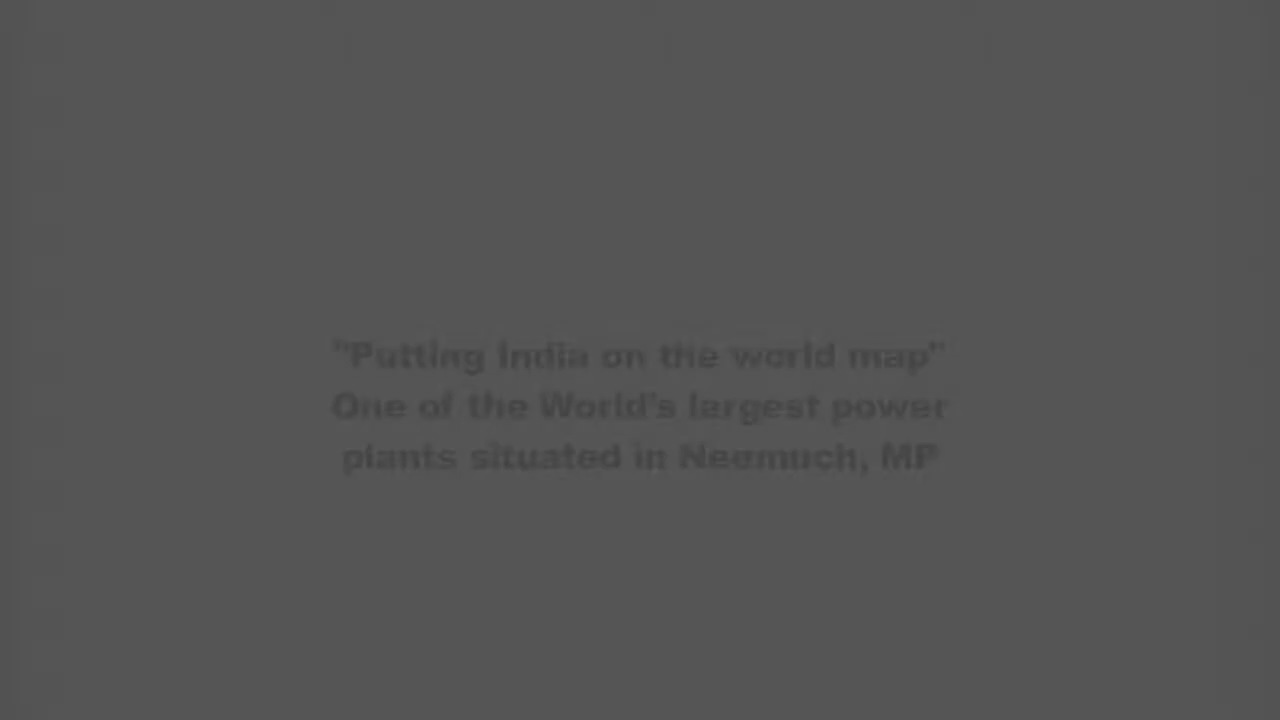 "Putting India on the world map"
One of the World's largest power
plants situated in Neemuch, MP